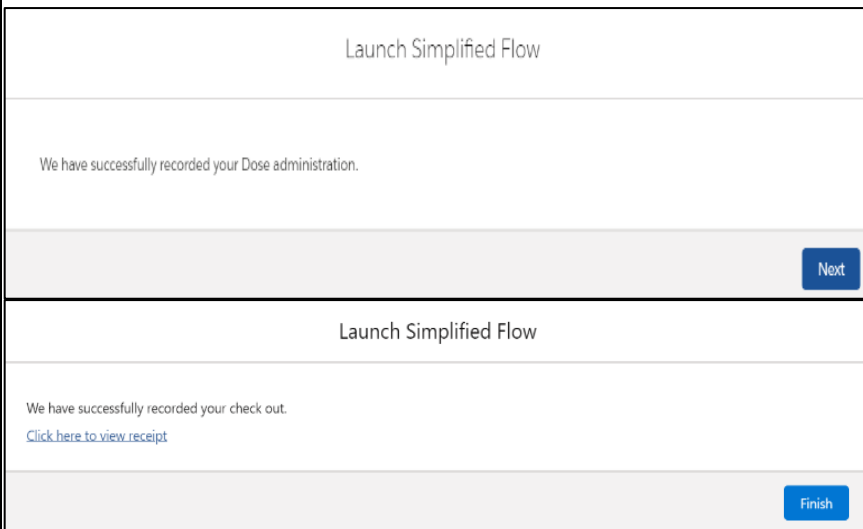 Launch Simplified Flow
We have successfully recorded your Dose administration.
Next
Launch Simplified Flow
We have successfully recorded your check out.
Click here to view receipt
Finish